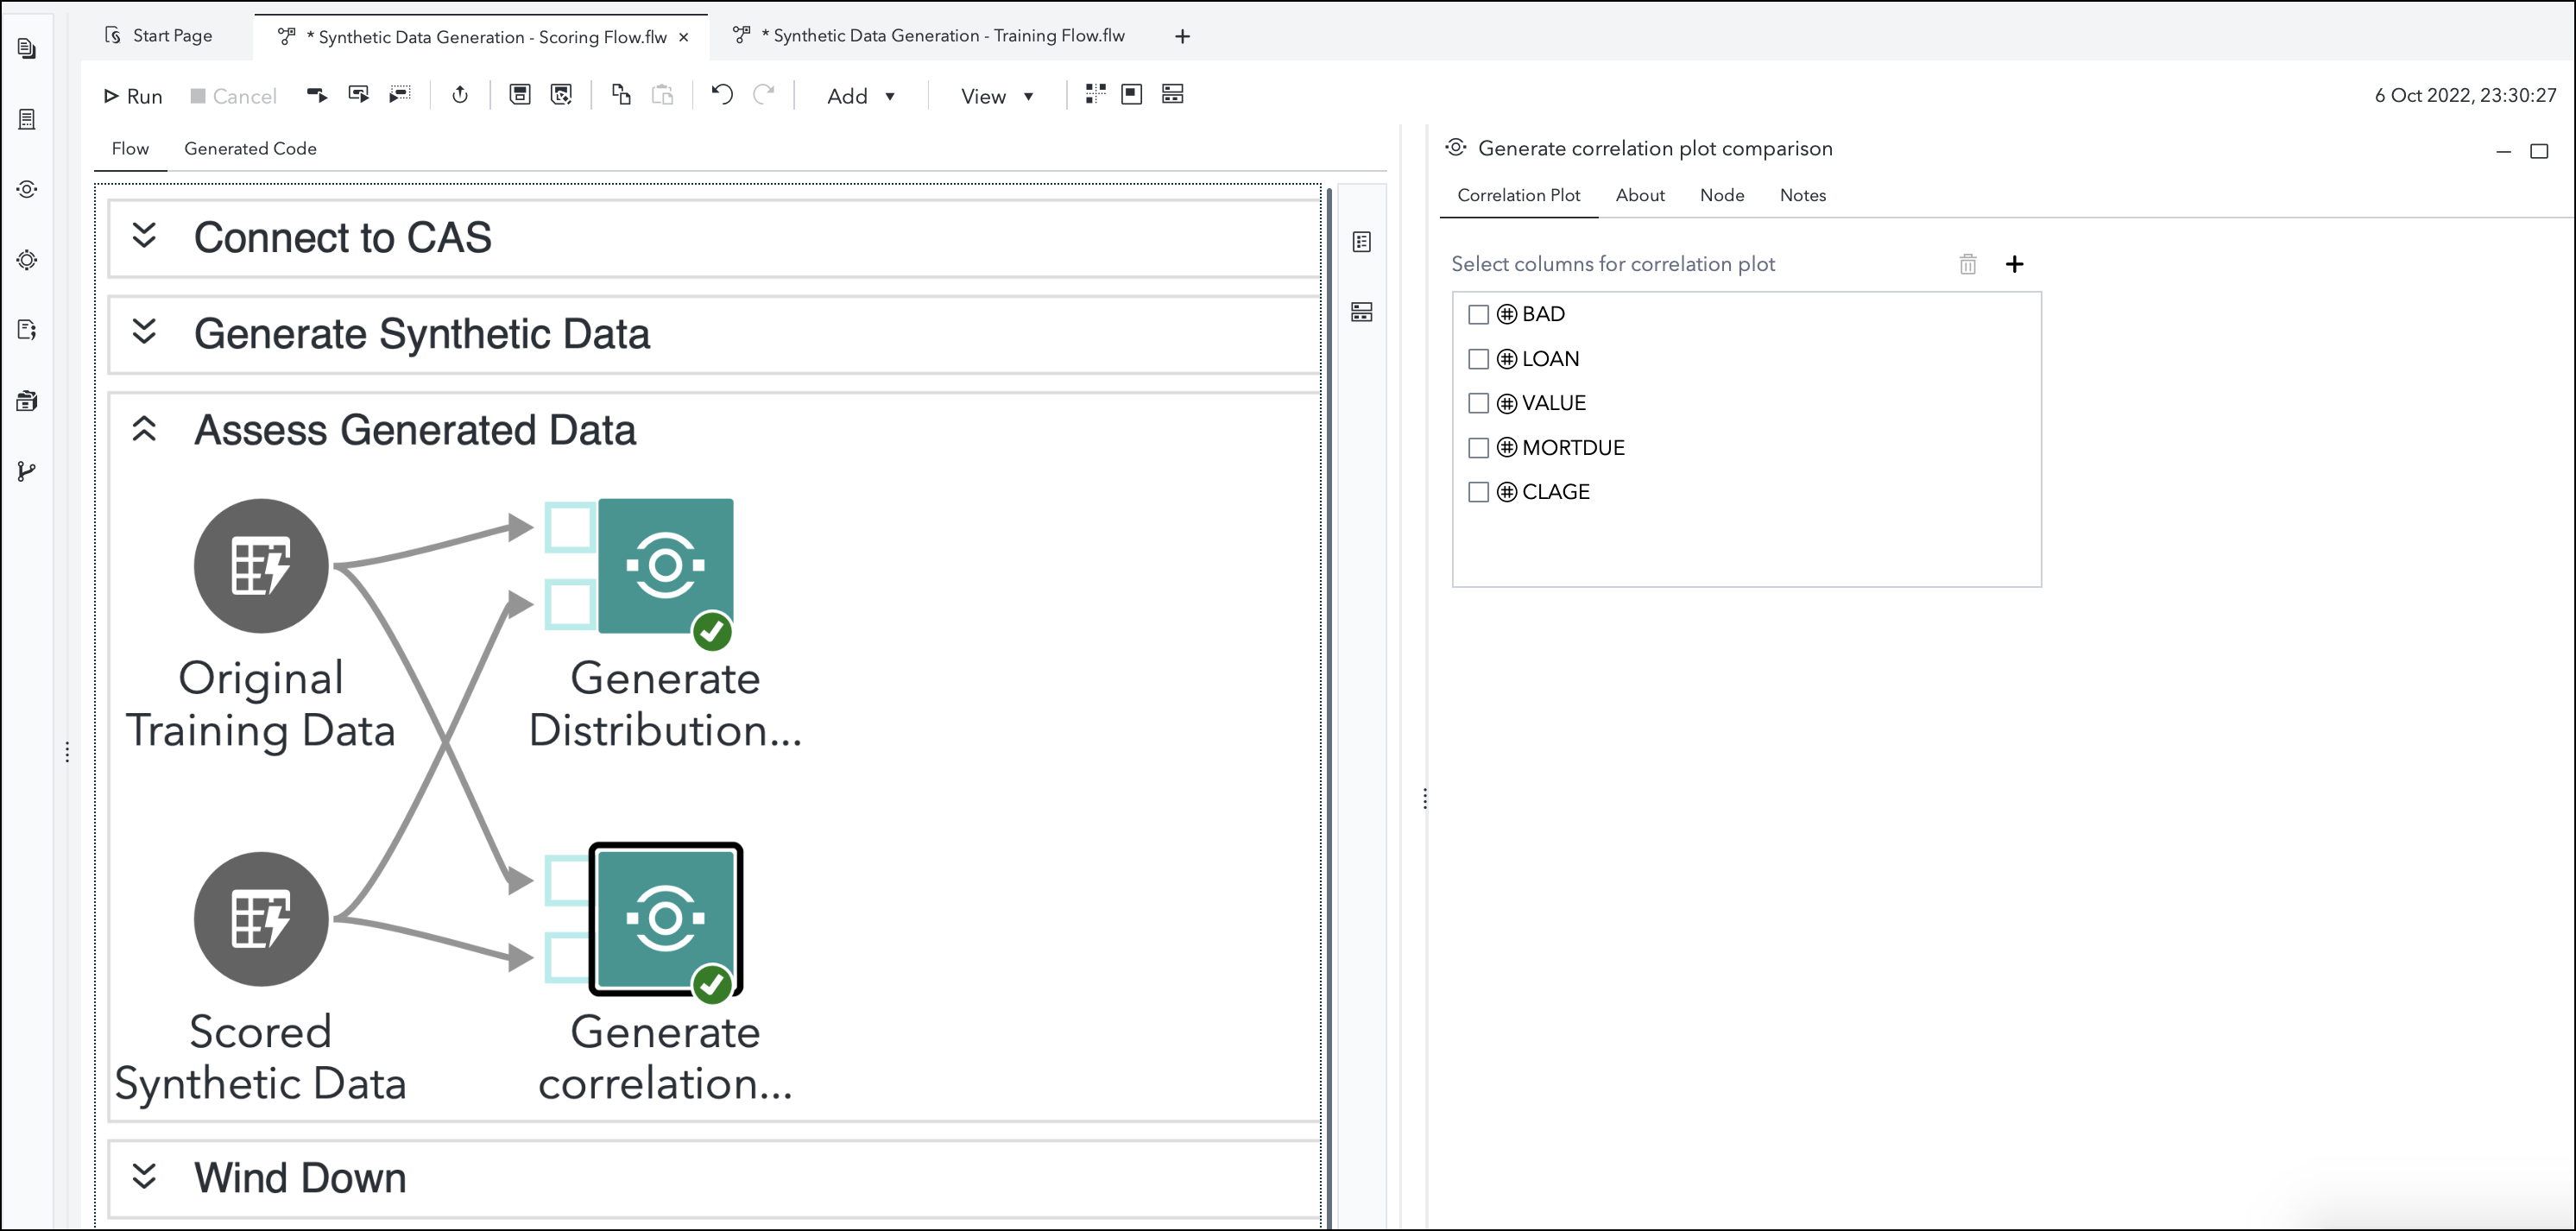 Start Page
* Synthetic Data Generation - Scoring Flow.flw
* Synthetic Data Generation - Training Flow.flw
Run
Cancel
Add
View
6 Oct 2022, 23:30:27
Flow
Generated Code
Connect to CAS
Generate Synthetic Data
Assess Generated Data
Original
Training Data
Generate
Distribution...
Scored
Synthetic Data
Generate
correlation...
Wind Down
Generate correlation plot comparison
Correlation Plot
About
Node
Notes
Select columns for correlation plot
BAD
LOAN
VALUE
MORTDUE
CLAGE